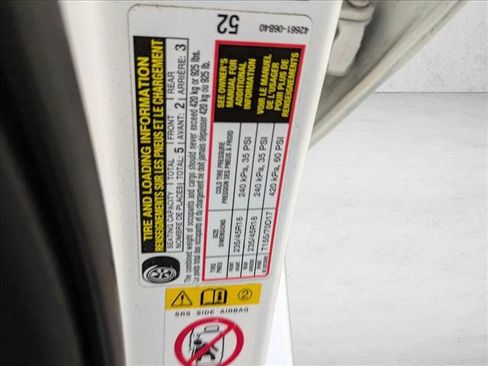 42661-06840
52
TIRE AND LOADING INFORMATION
RENSEIGNEMENTS SUR LES PNEUS ET LE CHARGEMENT
SEATING CAPACITY | TOTAL | FRONT | REAR
NOMBRE DE PLACES | TOTAL: 5 | AVANT: 2 | ARRIÈRE: 3
The combined weight of occupants and cargo should never exceed 420 kg or 925 lbs.
Le poids total des occupants et du chargement ne doit jamais dépasser 420 kg ou 925 lb.
TIRE PNEU | SIZE DIMENSIONS | COLD TIRE PRESSURE PRESSION DES PNEUS À FROID
FRONT | 235/45R18 | 240 kPa, 35 PSI
REAR | 235/45R18 | 240 kPa, 35 PSI
T155/70D17 | 420 kPa, 60 PSI
SEE OWNER'S
MANUAL FOR
ADDITIONAL
INFORMATION
VOIR LE MANUEL
DE L'USAGER
POUR PLUS DE
RENSEIGNEMENTS
SRS SIDE AIRBAG